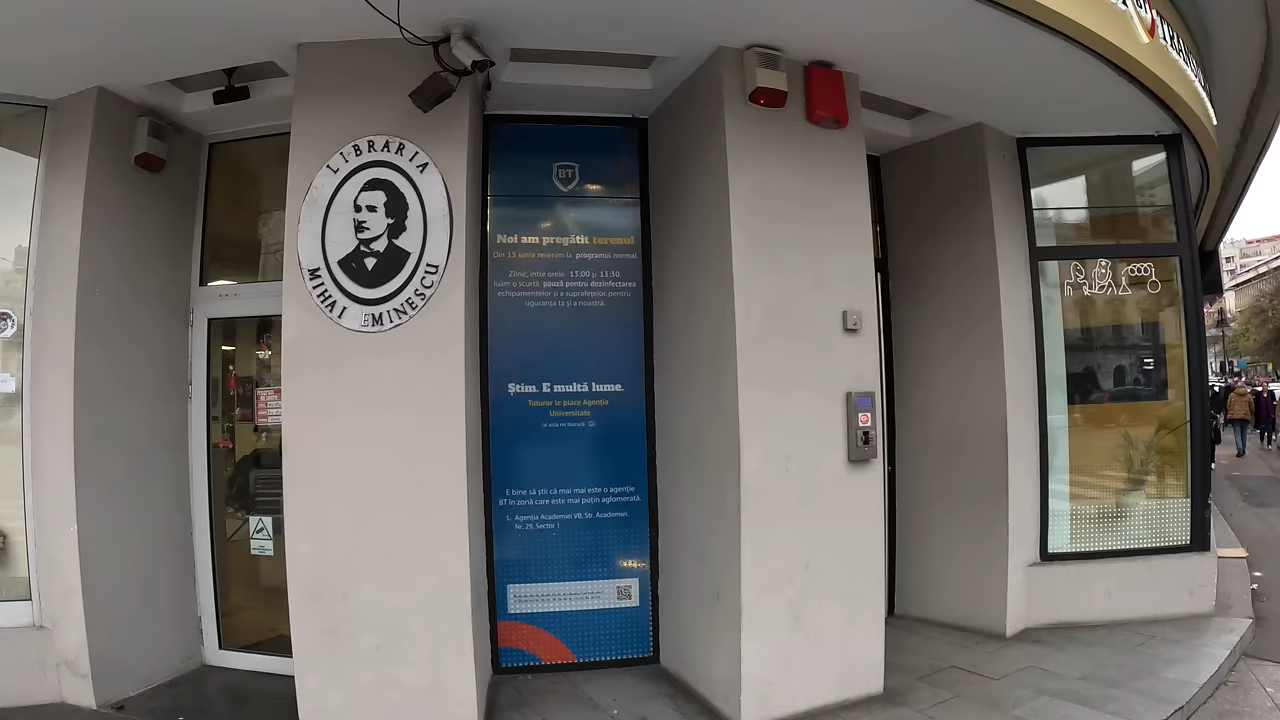 LIBRARIA
MIHAI EMINESCU
BT
Noi am pregătit terenul
Din 15 iunie revenim la programul normal.
Zilnic, între orele 13:00 și 13:30,
luăm o scurtă pauză pentru dezinfectarea
echipamentelor și a suprafețelor, pentru
siguranța ta și a noastră.
Știm. E multă lume.
Tuturor le place Agenția
Universitate
E bine să știi că mai mai este o agenție
BT în zonă care este mai puțin aglomerată.
1. Agenția Academiei VB, Str. Academiei,
Nr. 29, Sector 1